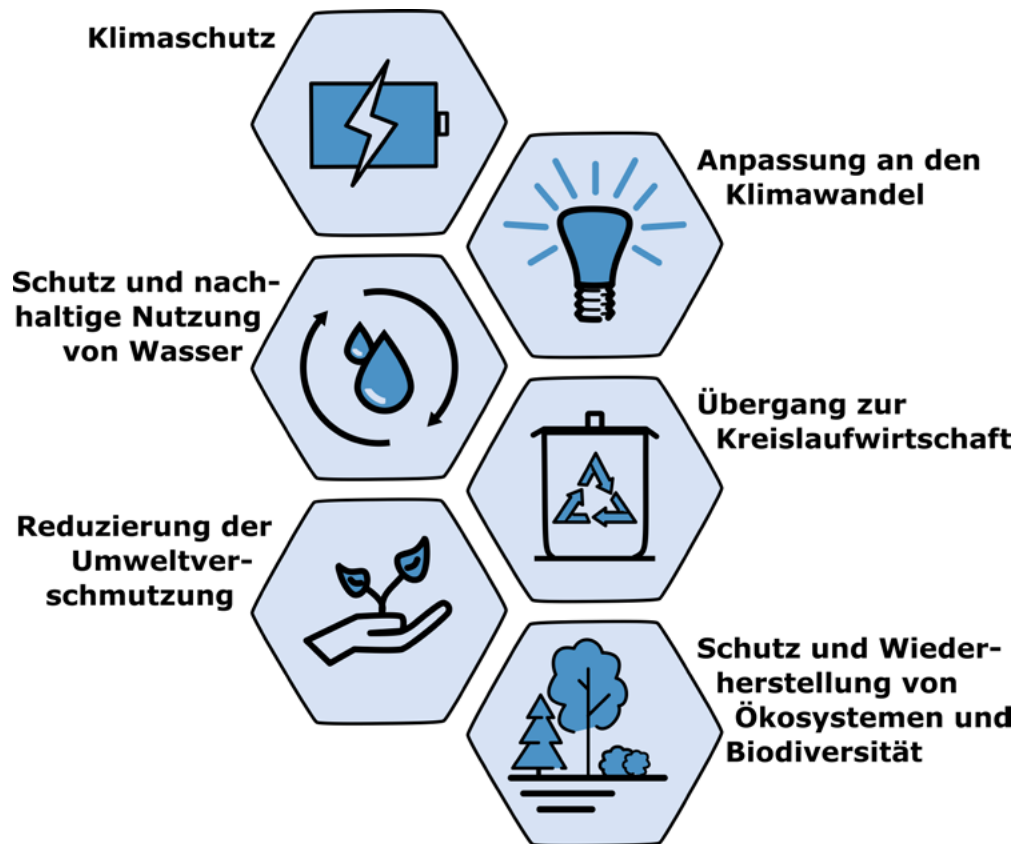 Klimaschutz
Anpassung an den
Klimawandel
Schutz und nach-
haltige Nutzung
von Wasser
Übergang zur
Kreislaufwirtschaft
Reduzierung der
Umweltver-
schmutzung
Schutz und Wieder-
herstellung von
Ökosystemen und
Biodiversität